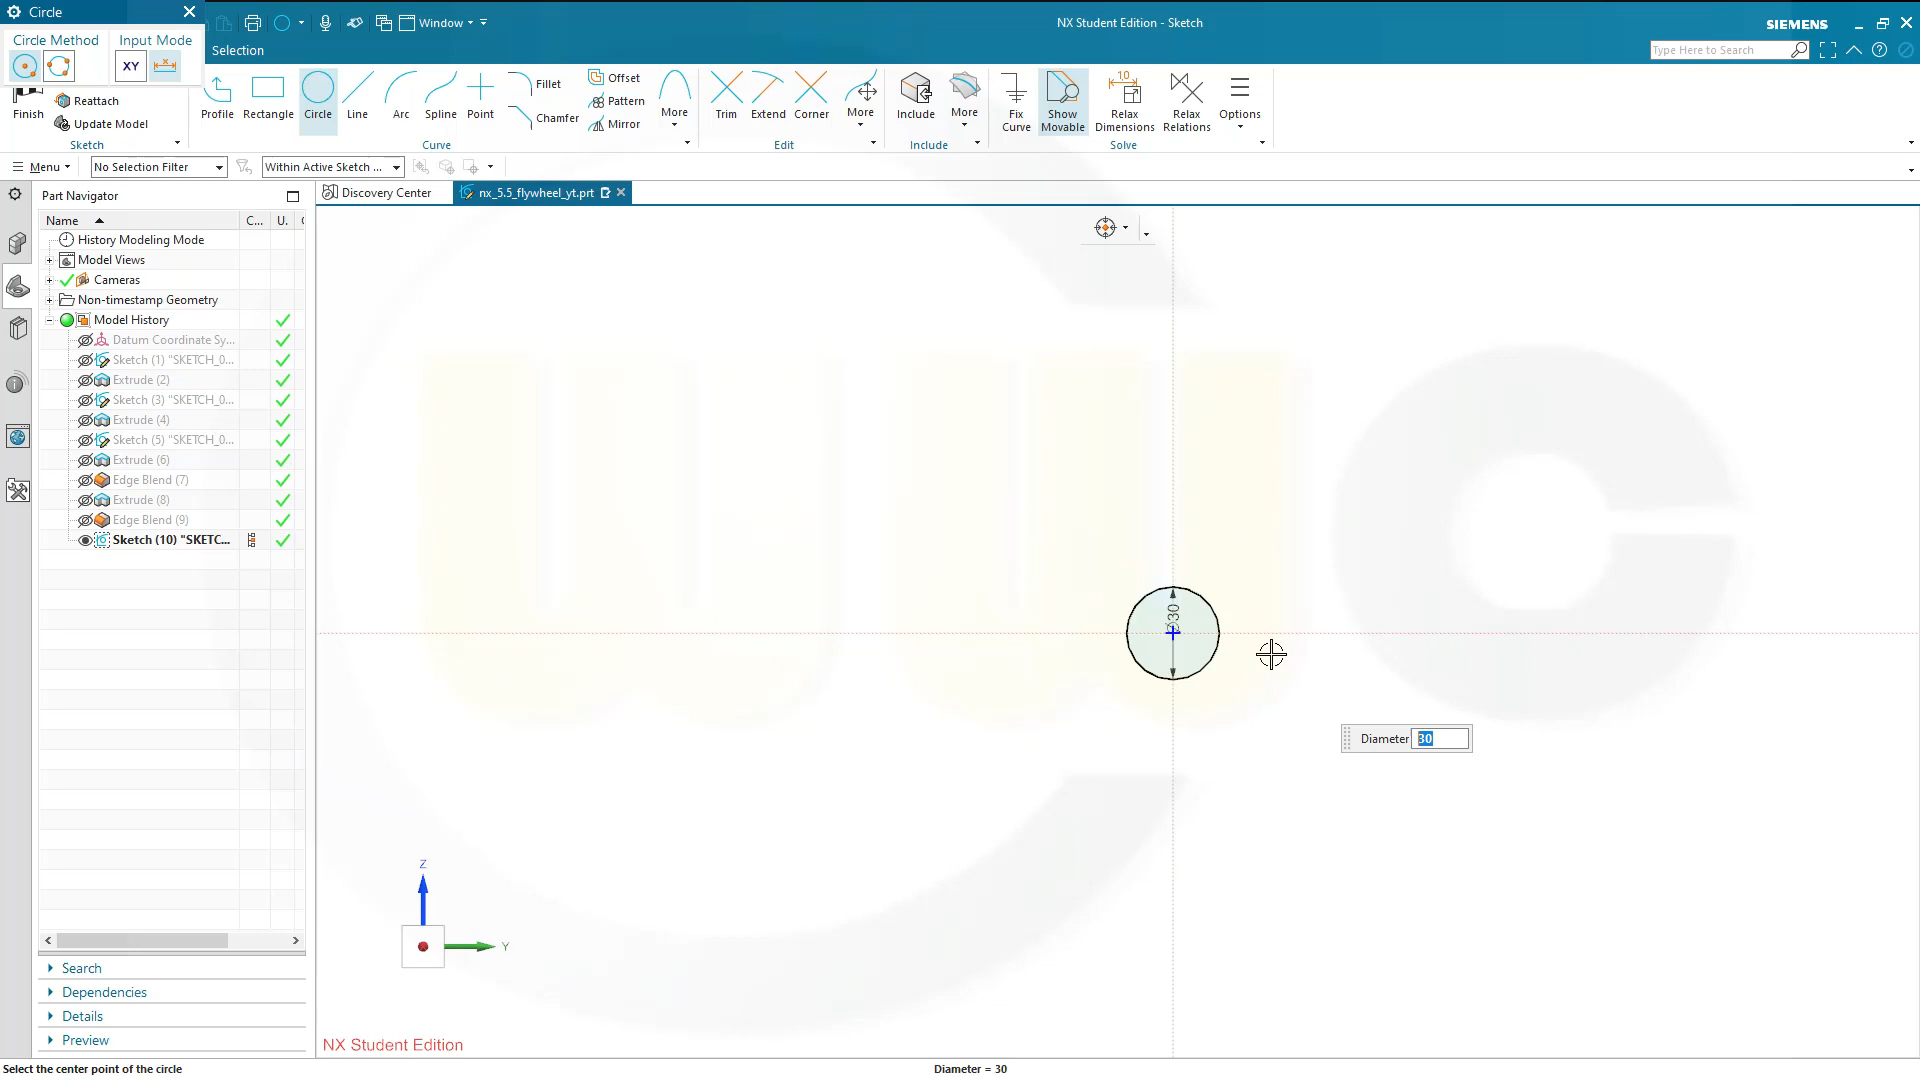 Circle
Window
NX Student Edition - Sketch
SIEMENS
Circle Method
Input Mode
XY
Selection
Type Here to Search
Finish
Reattach
Update Model
Sketch
Profile
Rectangle
Circle
Line
Arc
Spline
Point
Fillet
Chamfer
Offset
Pattern
Mirror
More
Curve
Trim
Extend
Corner
More
Edit
Include
More
Include
Fix
Curve
Show
Movable
1,0
Relax
Dimensions
Relax
Relations
Options
Solve
Menu
No Selection Filter
Within Active Sketch ...
Part Navigator
Discovery Center
nx_5.5_flywheel_yt.prt
Name
C...
U.
History Modeling Mode
Model Views
Cameras
Non-timestamp Geometry
Model History
Datum Coordinate Sy...
Sketch (1) "SKETCH_0...
Extrude (2)
Sketch (3) "SKETCH_0...
Extrude (4)
Sketch (5) "SKETCH_0...
Extrude (6)
Edge Blend (7)
Extrude (8)
Edge Blend (9)
Sketch (10) "SKETC...
Ø30
Diameter 30
Z
Y
Search
Dependencies
Details
Preview
NX Student Edition
Select the center point of the circle
Diameter = 30